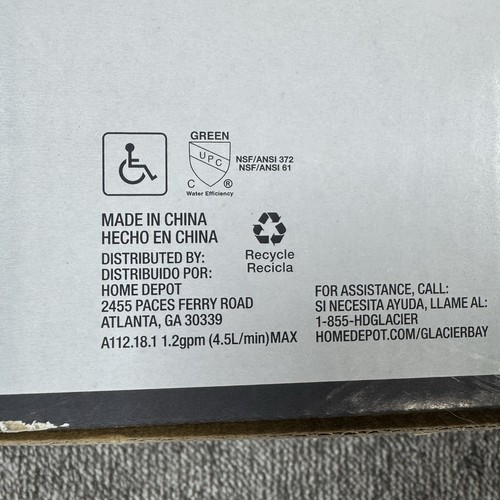 GREEN
UPC
C ®
Water Efficiency
NSF/ANSI 372
NSF/ANSI 61
MADE IN CHINA
HECHO EN CHINA
DISTRIBUTED BY:
DISTRIBUIDO POR:
HOME DEPOT
2455 PACES FERRY ROAD
ATLANTA, GA 30339
A112.18.1 1.2gpm (4.5L/min)MAX
Recycle
Recicla
FOR ASSISTANCE, CALL:
SI NECESITA AYUDA, LLAME AL:
1-855-HDGLACIER
HOMEDEPOT.COM/GLACIERBAY